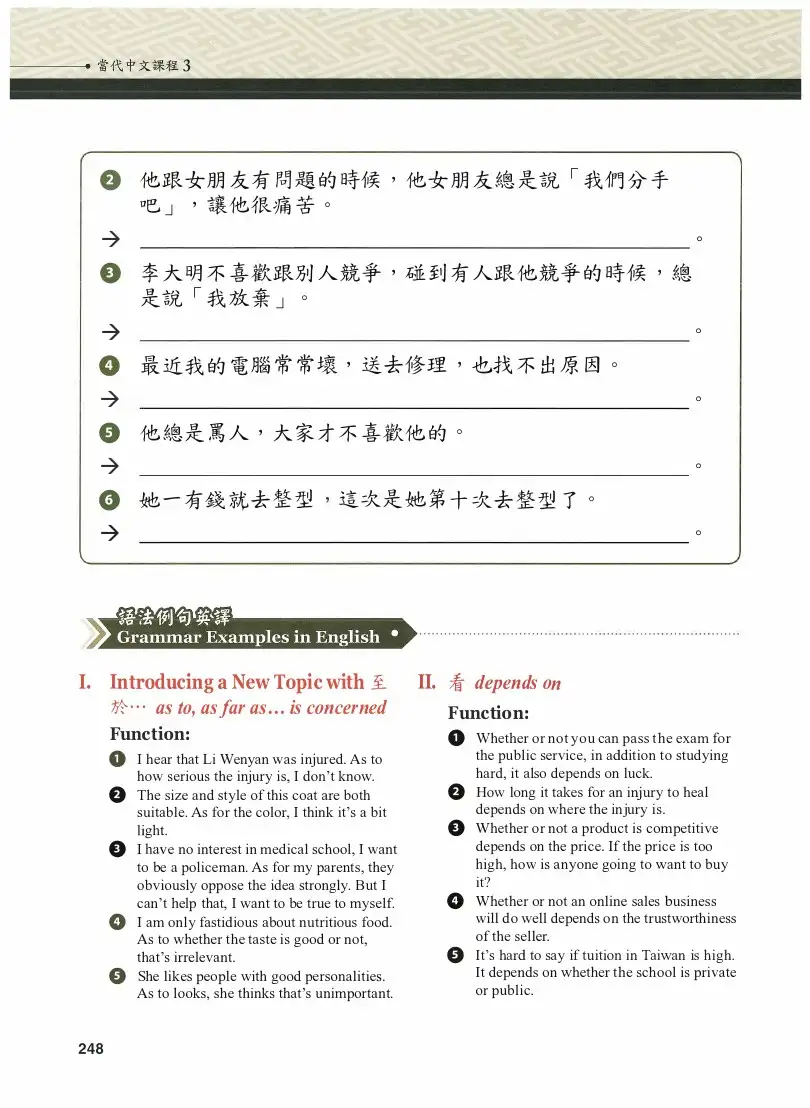 當代中文課程 3
2 他跟女朋友有問題的時候，他女朋友總是說「我們分手
吧」，讓他很痛苦。
→ 。
3 李大明不喜歡跟別人競爭，碰到有人跟他競爭的時候，總
是說「我放棄」。
→ 。
4 最近我的電腦常常壞，送去修理，也找不出原因。
→ 。
5 他總是罵人，大家才不喜歡他的。
→ 。
6 她一有錢就去整型，這次是她第十次去整型了。
→ 。
語法例句英譯
Grammar Examples in English
I. Introducing a New Topic with 至
於… as to, as far as… is concerned
Function:
1 I hear that Li Wenyan was injured. As to
how serious the injury is, I don't know.
2 The size and style of this coat are both
suitable. As for the color, I think it's a bit
light.
3 I have no interest in medical school, I want
to be a policeman. As for my parents, they
obviously oppose the idea strongly. But I
can't help that, I want to be true to myself.
4 I am only fastidious about nutritious food.
As to whether the taste is good or not,
that's irrelevant.
5 She likes people with good personalities.
As to looks, she thinks that's unimportant.
II. 看 depends on
Function:
1 Whether or not you can pass the exam for
the public service, in addition to studying
hard, it also depends on luck.
2 How long it takes for an injury to heal
depends on where the injury is.
3 Whether or not a product is competitive
depends on the price. If the price is too
high, how is anyone going to want to buy
it?
4 Whether or not an online sales business
will do well depends on the trustworthiness
of the seller.
5 It's hard to say if tuition in Taiwan is high.
It depends on whether the school is private
or public.
248